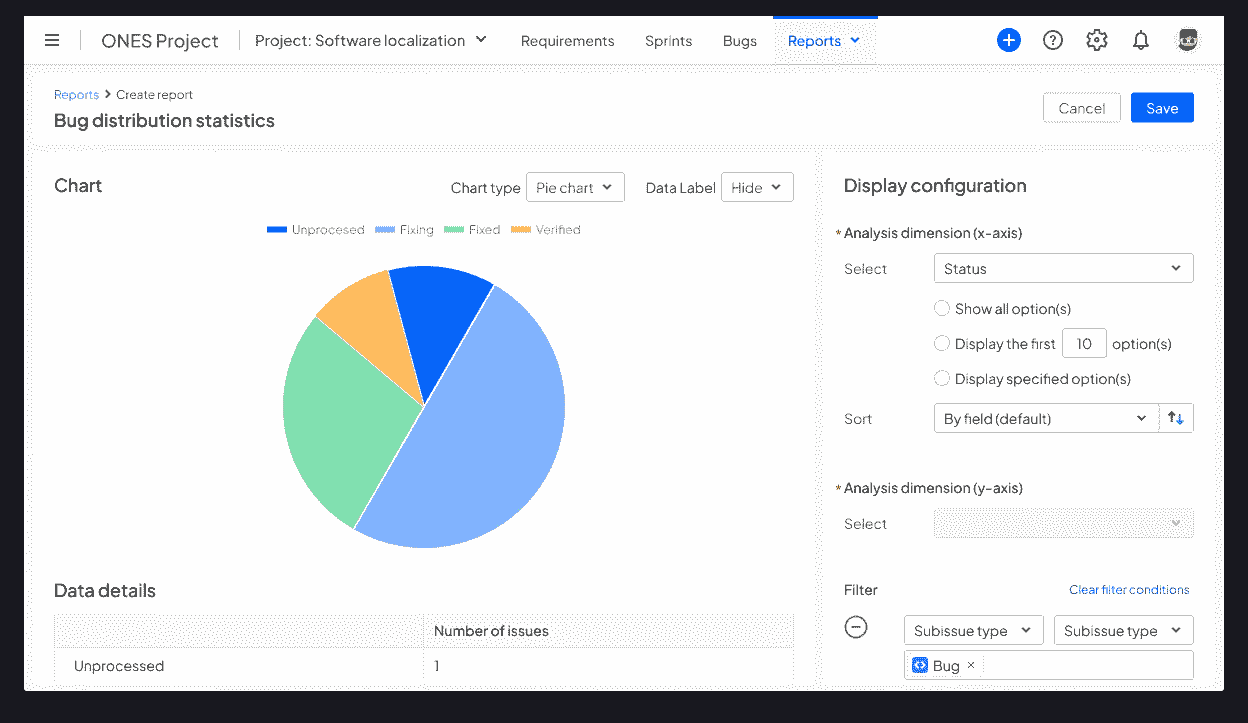 ONES Project
Project: Software localization
Requirements
Sprints
Bugs
Reports
Reports > Create report
Bug distribution statistics
Cancel
Save
Chart
Chart type
Pie chart
Data Label
Hide
Unprocesed
Fixing
Fixed
Verified
Data details
Number of issues
Unprocessed
1
Display configuration
* Analysis dimension (x-axis)
Select
Status
Show all option(s)
Display the first 10 option(s)
Display specified option(s)
Sort
By field (default)
* Analysis dimension (y-axis)
Select
Filter
Clear filter conditions
Subissue type
Subissue type
Bug ×